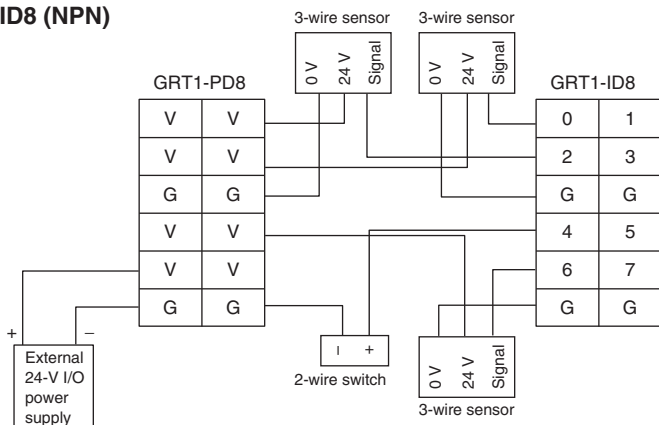 ID8 (NPN)
3-wire sensor
3-wire sensor
0 V
24 V
Signal
0 V
24 V
Signal
GRT1-PD8
GRT1-ID8
V V
V V
G G
V V
V V
G G
0 1
2 3
G G
4 5
6 7
G G
+ –
External
24-V I/O
power
supply
– +
2-wire switch
0 V
24 V
Signal
3-wire sensor